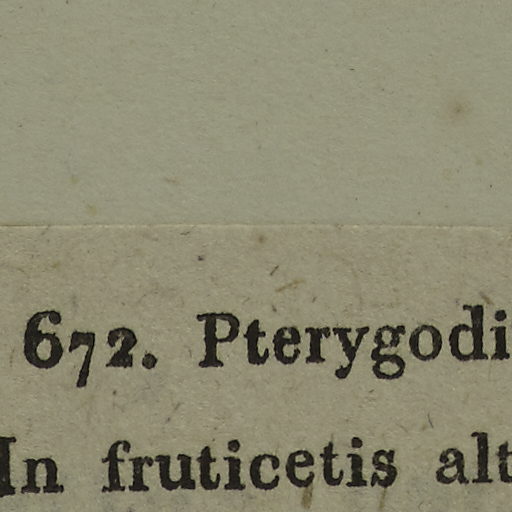 672. Pterygodi
In fruticetis alt